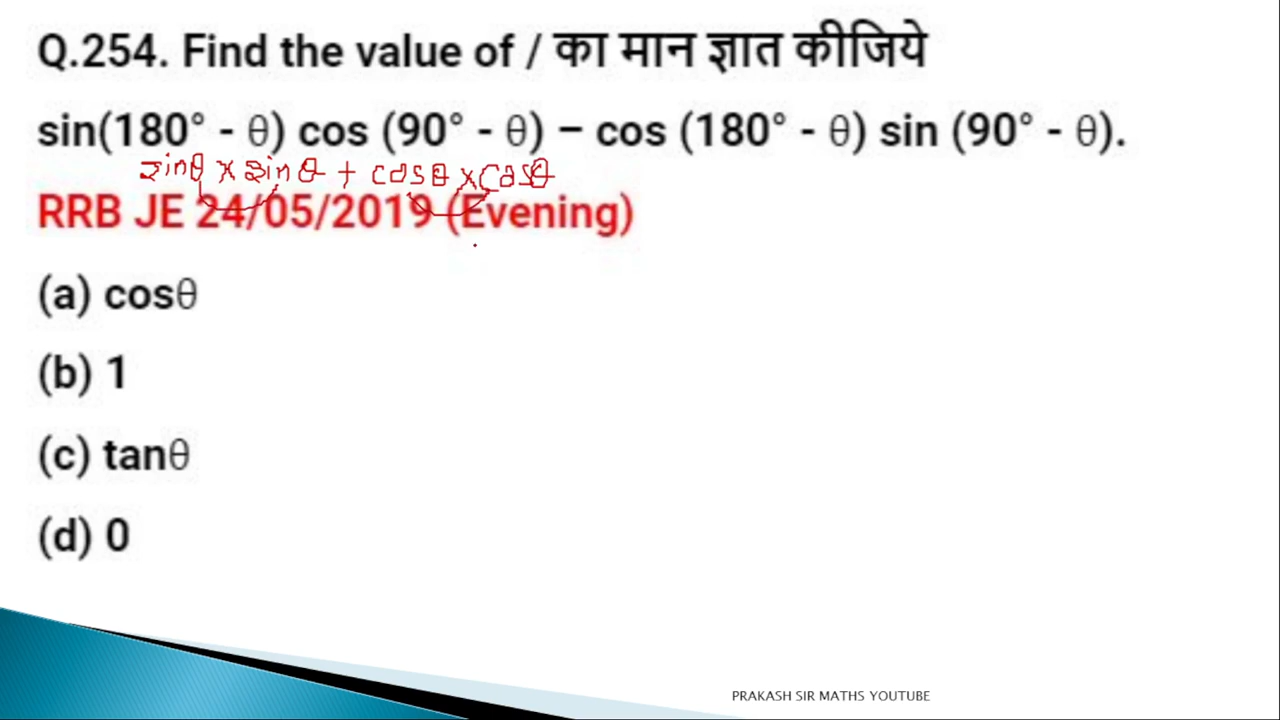 Q.254. Find the value of / का मान ज्ञात कीजिये
sin(180° - θ) cos (90° - θ) – cos (180° - θ) sin (90° - θ).
sinθ × sinθ + cosθ × cosθ
RRB JE 24/05/2019 (Evening)
(a) cosθ
(b) 1
(c) tanθ
(d) 0
PRAKASH SIR MATHS YOUTUBE